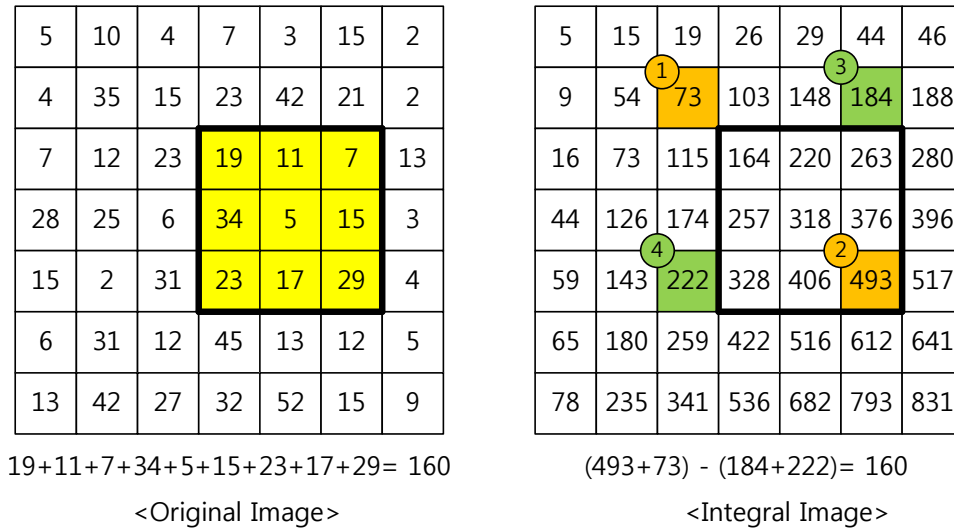 5 10 4 7 3 15 2
4 35 15 23 42 21 2
7 12 23 19 11 7 13
28 25 6 34 5 15 3
15 2 31 23 17 29 4
6 31 12 45 13 12 5
13 42 27 32 52 15 9
19+11+7+34+5+15+23+17+29= 160
<Original Image>
5 15 19 26 29 44 46
1 3
9 54 73 103 148 184 188
16 73 115 164 220 263 280
44 126 174 257 318 376 396
4 2
59 143 222 328 406 493 517
65 180 259 422 516 612 641
78 235 341 536 682 793 831
(493+73) - (184+222)= 160
<Integral Image>